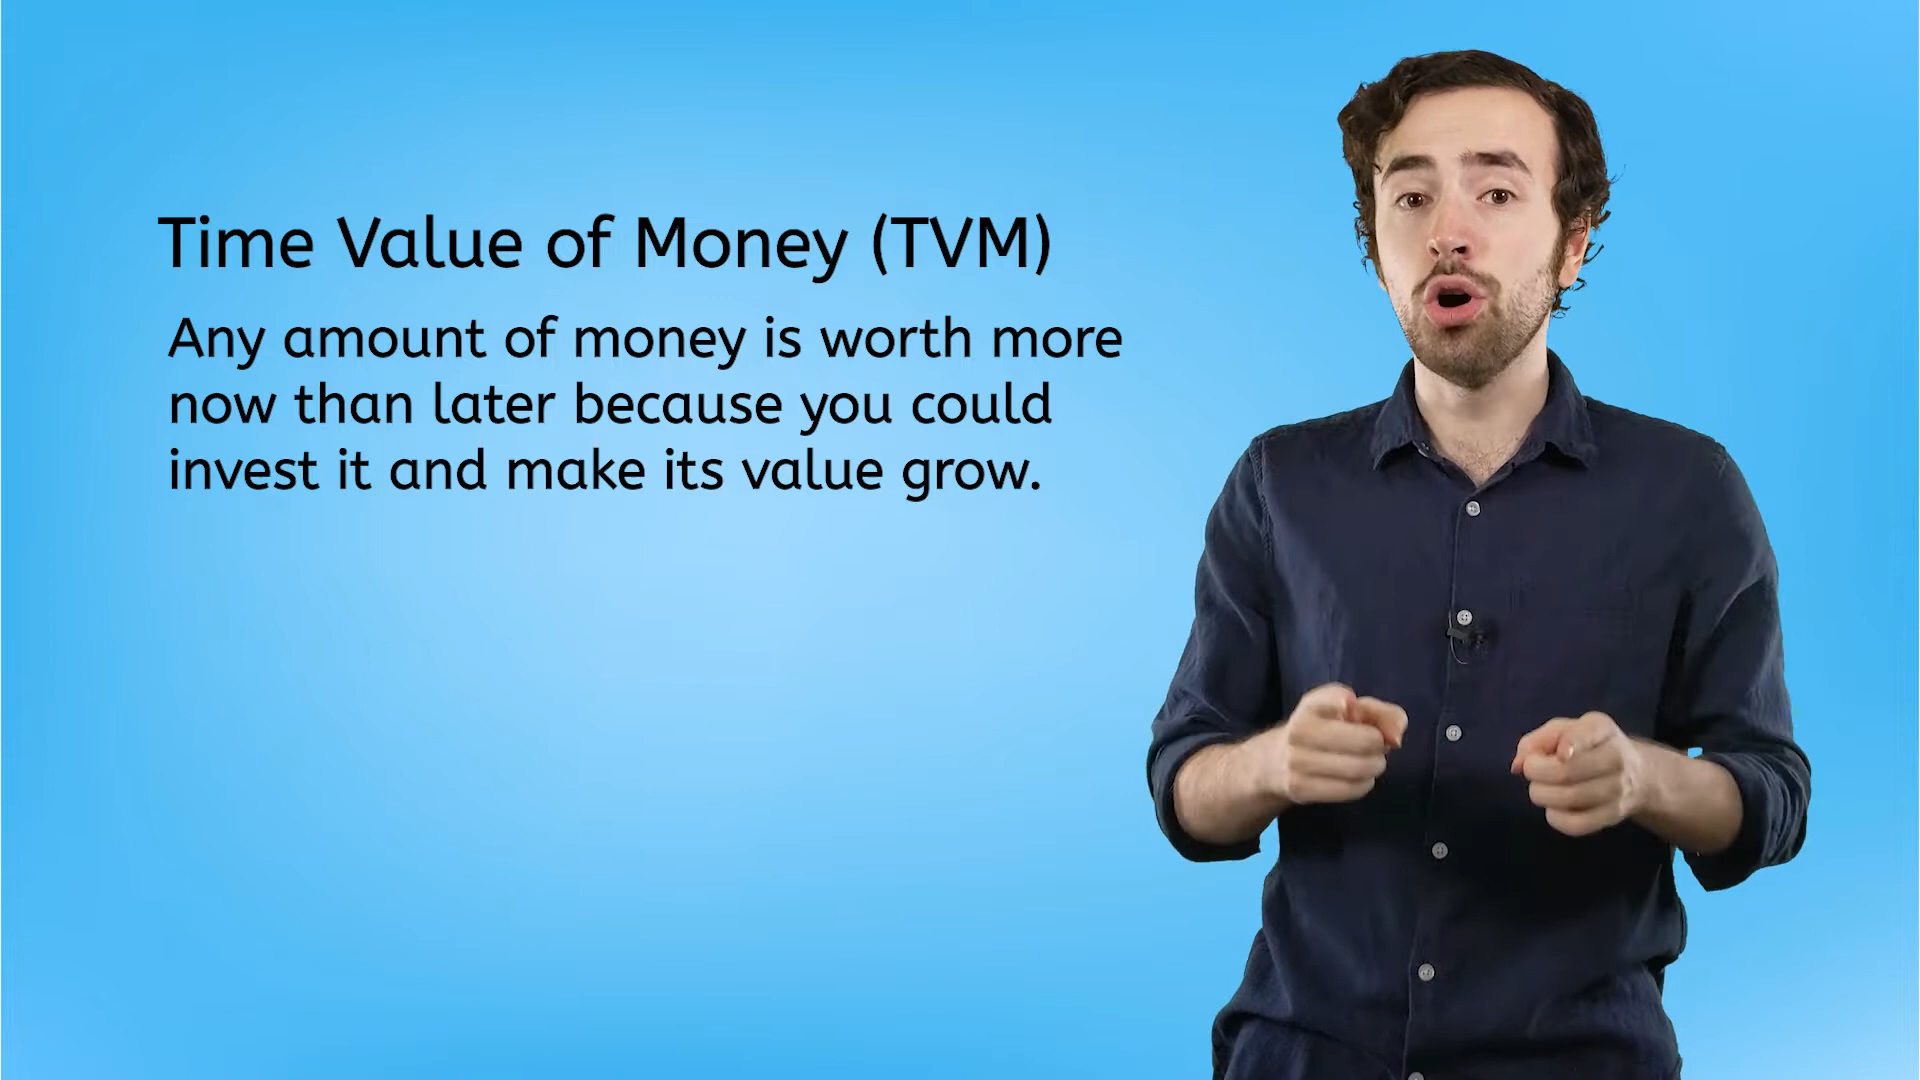 Time Value of Money (TVM)
Any amount of money is worth more
now than later because you could
invest it and make its value grow.